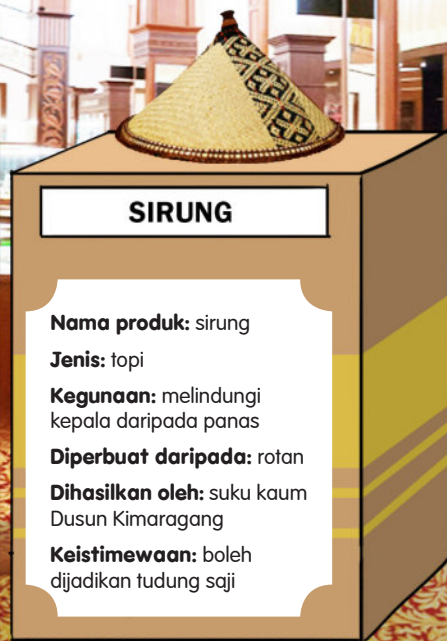 SIRUNG
Nama produk: sirung
Jenis: topi
Kegunaan: melindungi
kepala daripada panas
Diperbuat daripada: rotan
Dihasilkan oleh: suku kaum
Dusun Kimaragang
Keistimewaan: boleh
dijadikan tudung saji